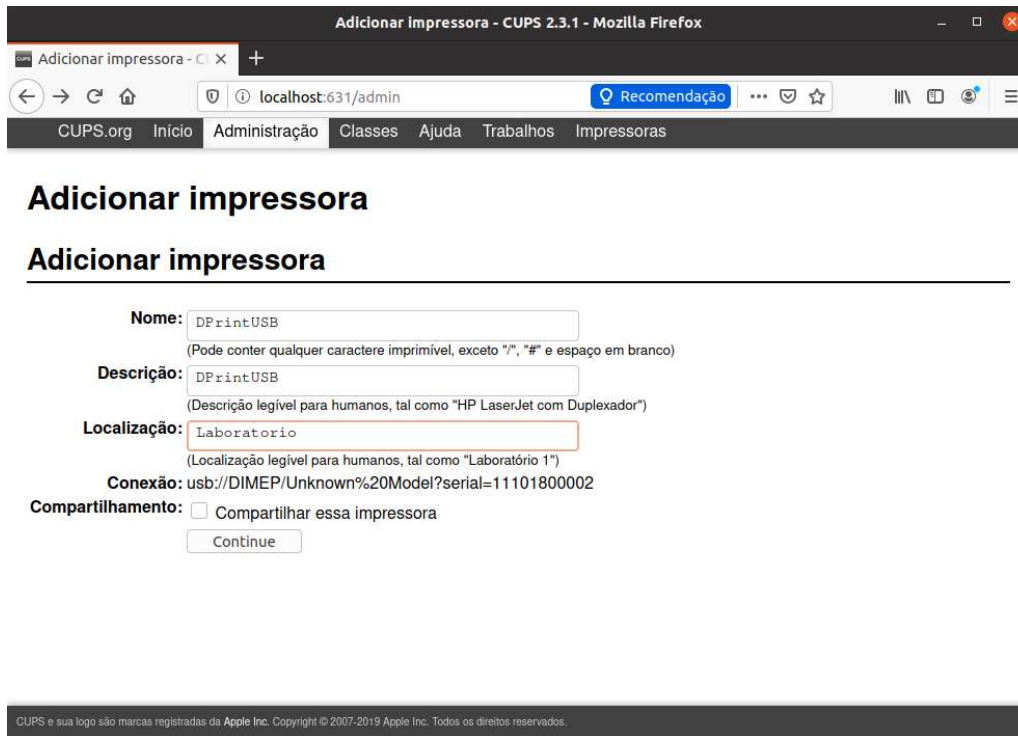 Adicionar impressora - CUPS 2.3.1 - Mozilla Firefox
Adicionar impressora - C
localhost:631/admin Recomendação
CUPS.org Início Administração Classes Ajuda Trabalhos Impressoras
Adicionar impressora
Adicionar impressora
Nome: DPrintUSB
(Pode conter qualquer caractere imprimível, exceto "/", "#" e espaço em branco)
Descrição: DPrintUSB
(Descrição legível para humanos, tal como "HP LaserJet com Duplexador")
Localização: Laboratorio
(Localização legível para humanos, tal como "Laboratório 1")
Conexão: usb://DIMEP/Unknown%20Model?serial=11101800002
Compartilhamento: Compartilhar essa impressora
Continue
CUPS e sua logo são marcas registradas da Apple Inc. Copyright © 2007-2019 Apple Inc. Todos os direitos reservados.